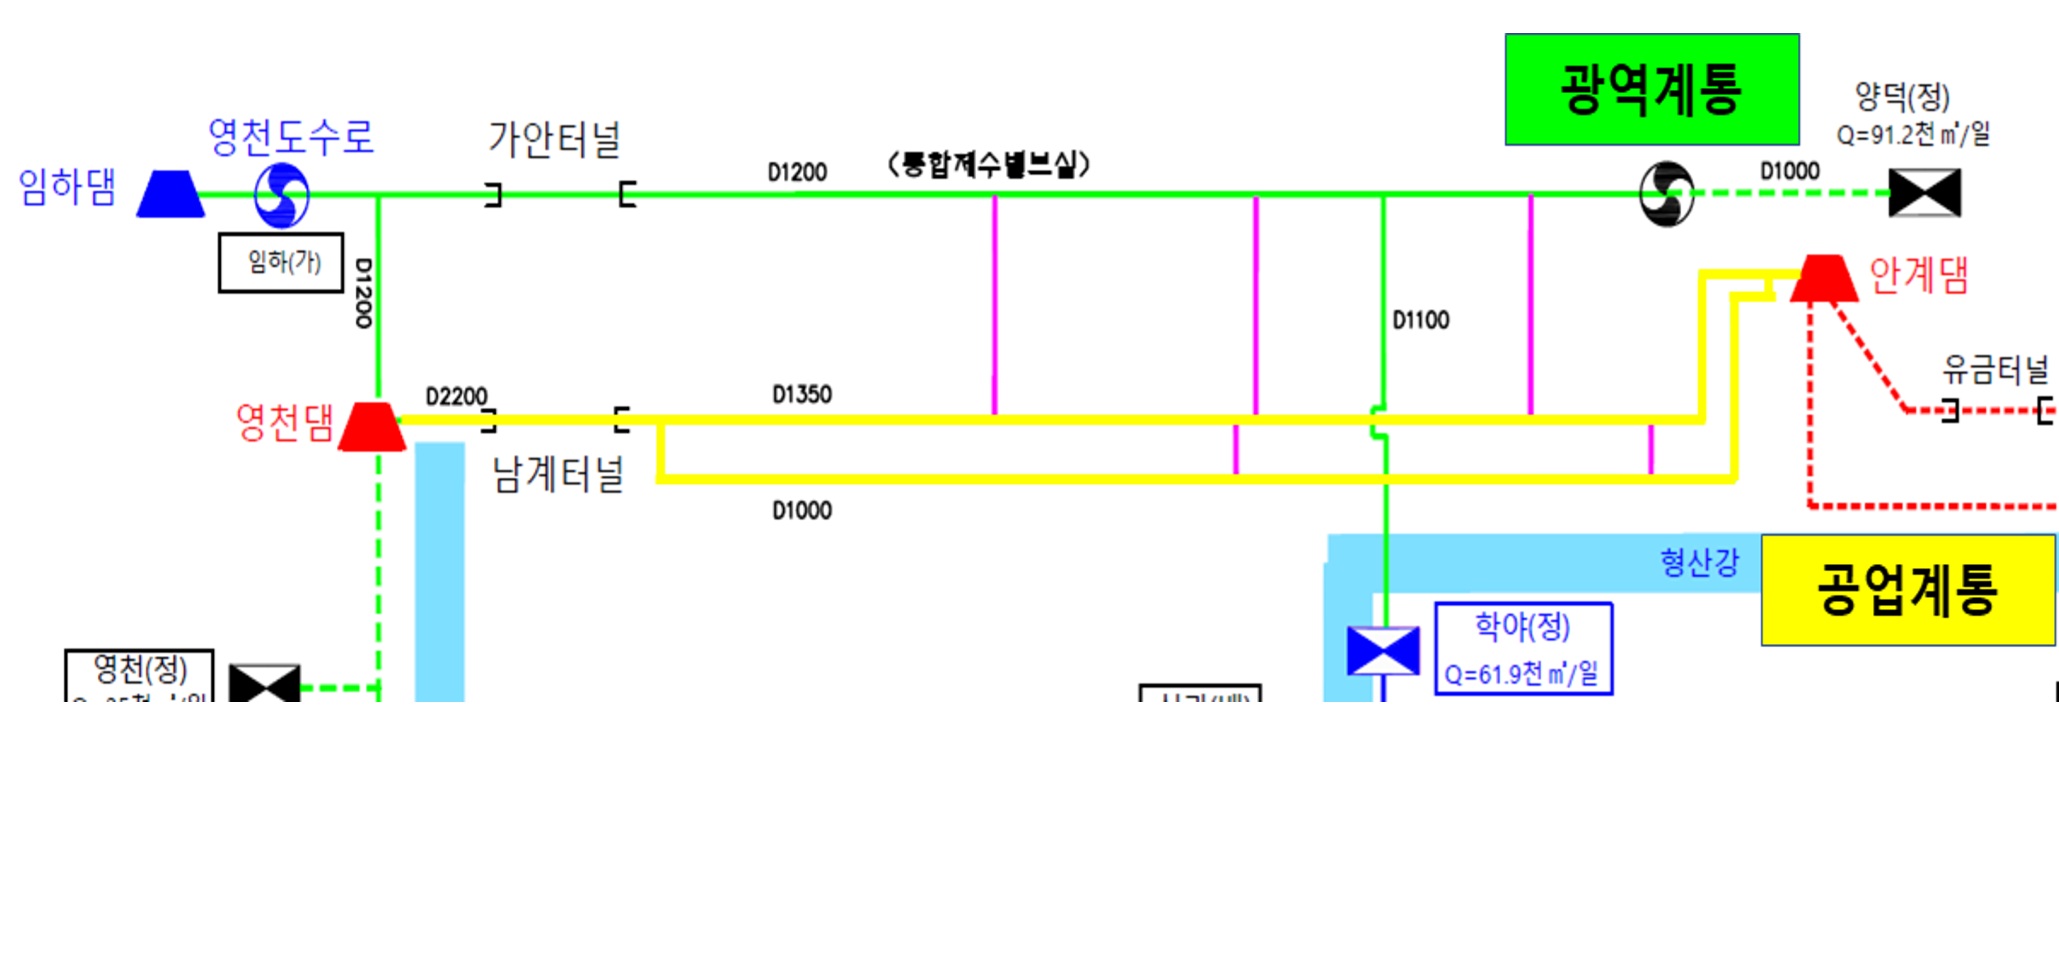 광역계통
양덕(정)
Q=91.2천㎥/일
영천도수로
가안터널
D1200
(통합제수밸브실)
D1000
임하댐
임하(가)
D1200
안계댐
D1100
유금터널
D2200
D1350
영천댐
남계터널
D1000
형산강
공업계통
학야(정)
Q=61.9천㎥/일
영천(정)